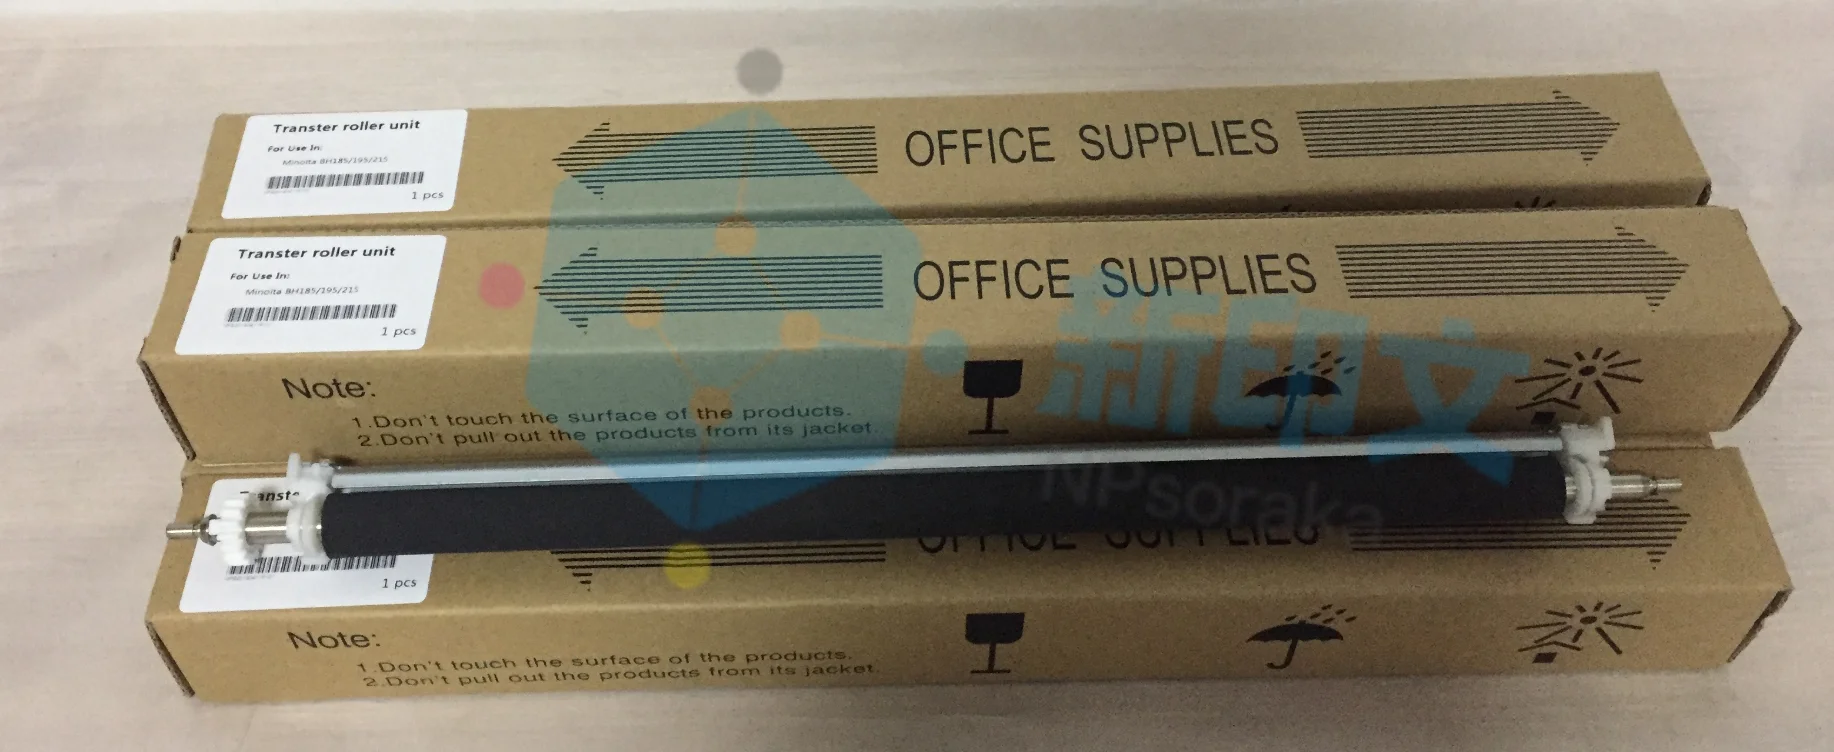 Transter roller unit
For Use In:
Minolta BH185/195/215
1 pcs
OFFICE SUPPLIES
Transter roller unit
For Use In:
Minolta BH185/195/215
1 pcs
OFFICE SUPPLIES
Note:
1.Don't touch the surface of the products.
2.Don't pull out the products from its jacket.
新印文
NPsoraka
Transte
OFFICE SUPPLIES
1 pcs
Note:
1.Don't touch the surface of the products.
2.Don't pull out the products from its jacket.